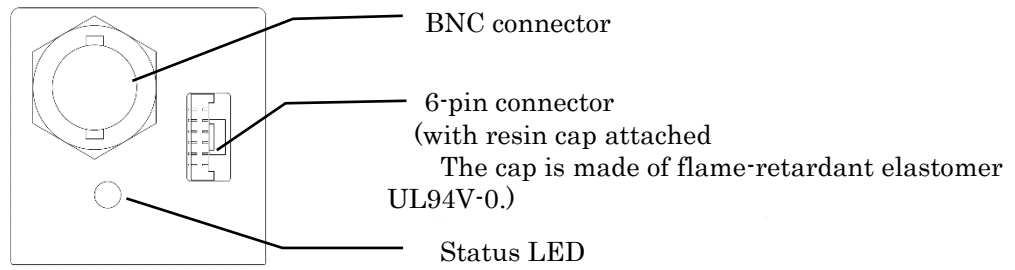 BNC connector
6-pin connector
(with resin cap attached
The cap is made of flame-retardant elastomer
UL94V-0.)
Status LED